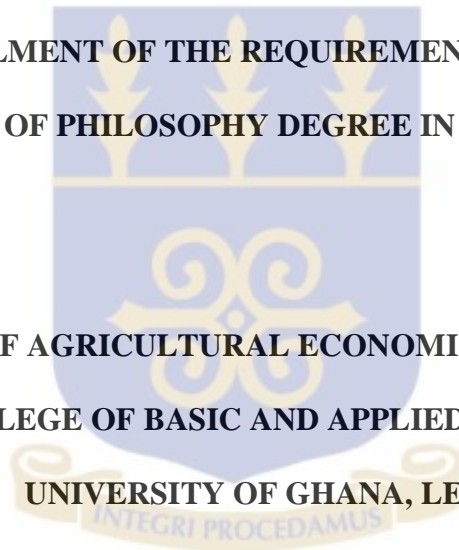 LMENT OF THE REQUIREMEN
OF PHILOSOPHY DEGREE IN
F AGRICULTURAL ECONOMI
LEGE OF BASIC AND APPLIED
UNIVERSITY OF GHANA, LE
INTEGRI PROCEDAMUS